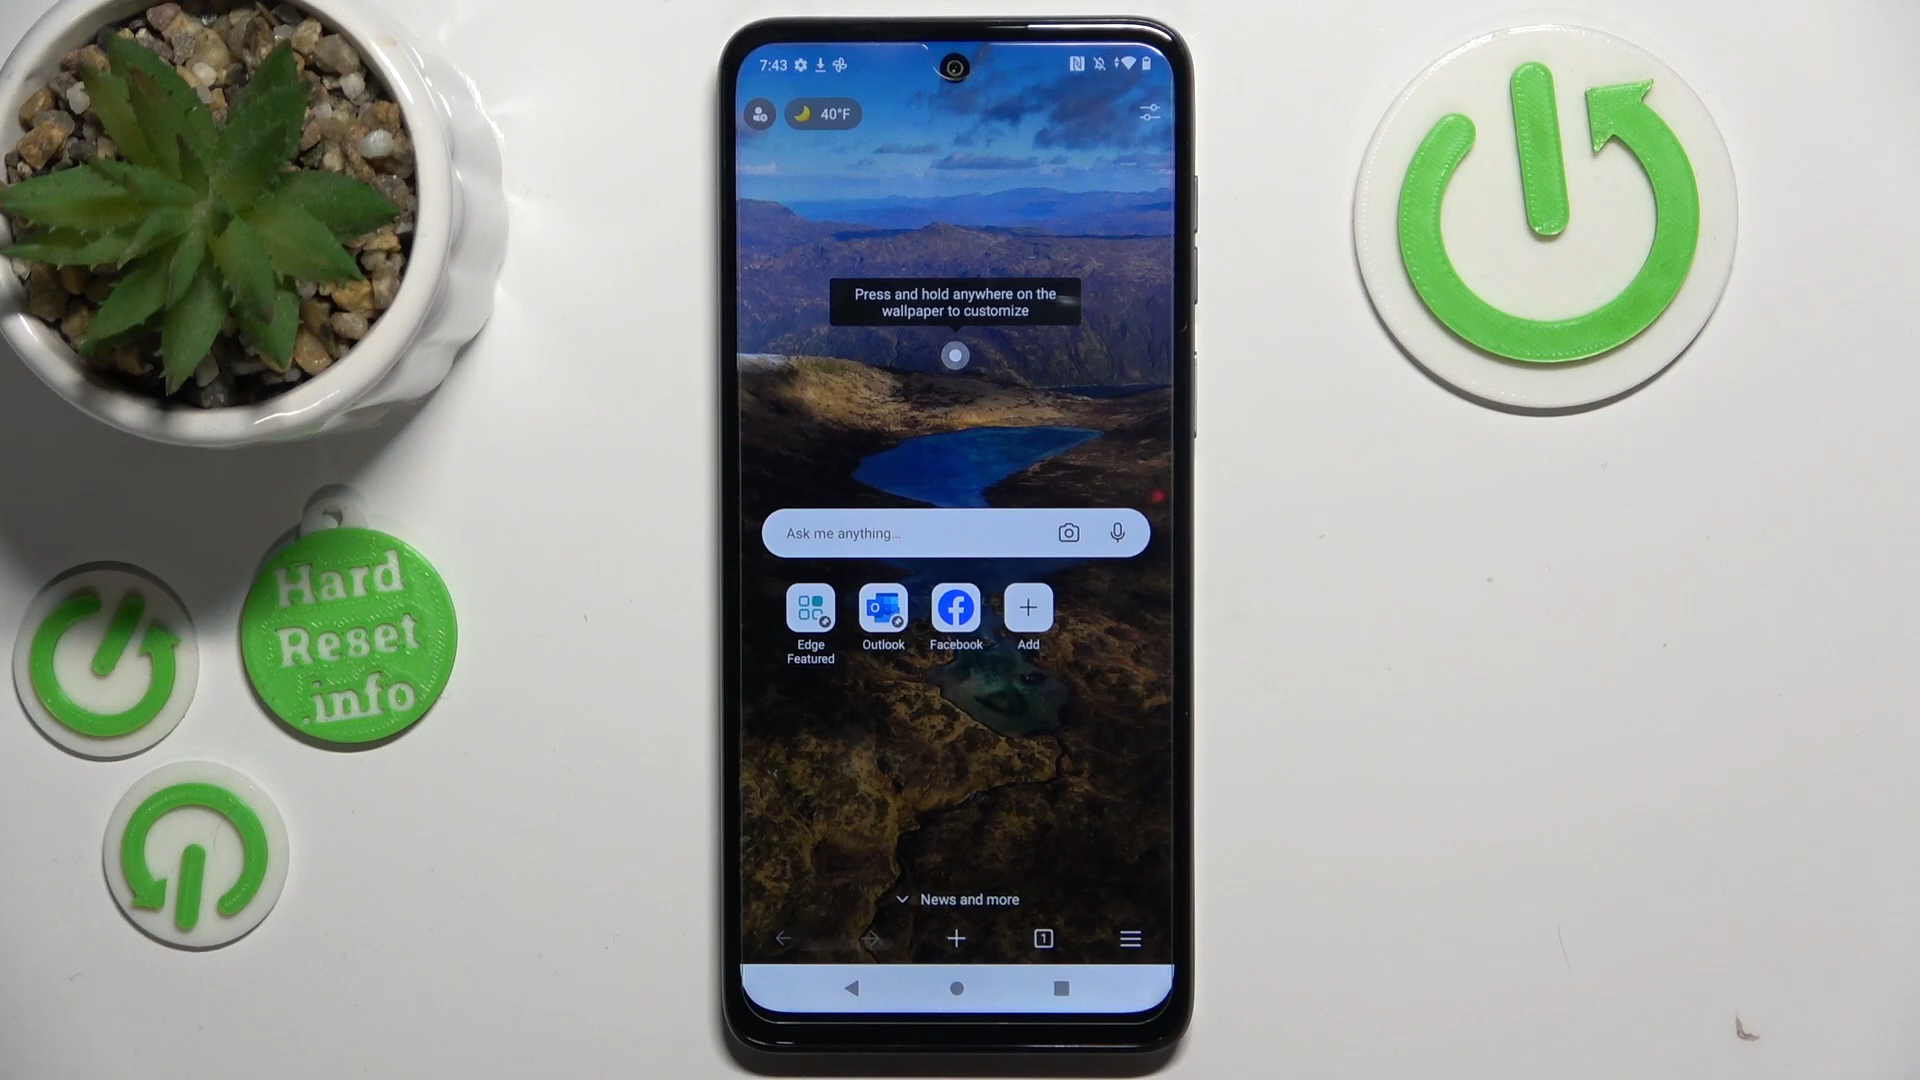 7:43
40°F
Press and hold anywhere on the
wallpaper to customize
Ask me anything...
Edge
Featured
Outlook
Facebook
Add
News and more
1
Hard
Reset
.info